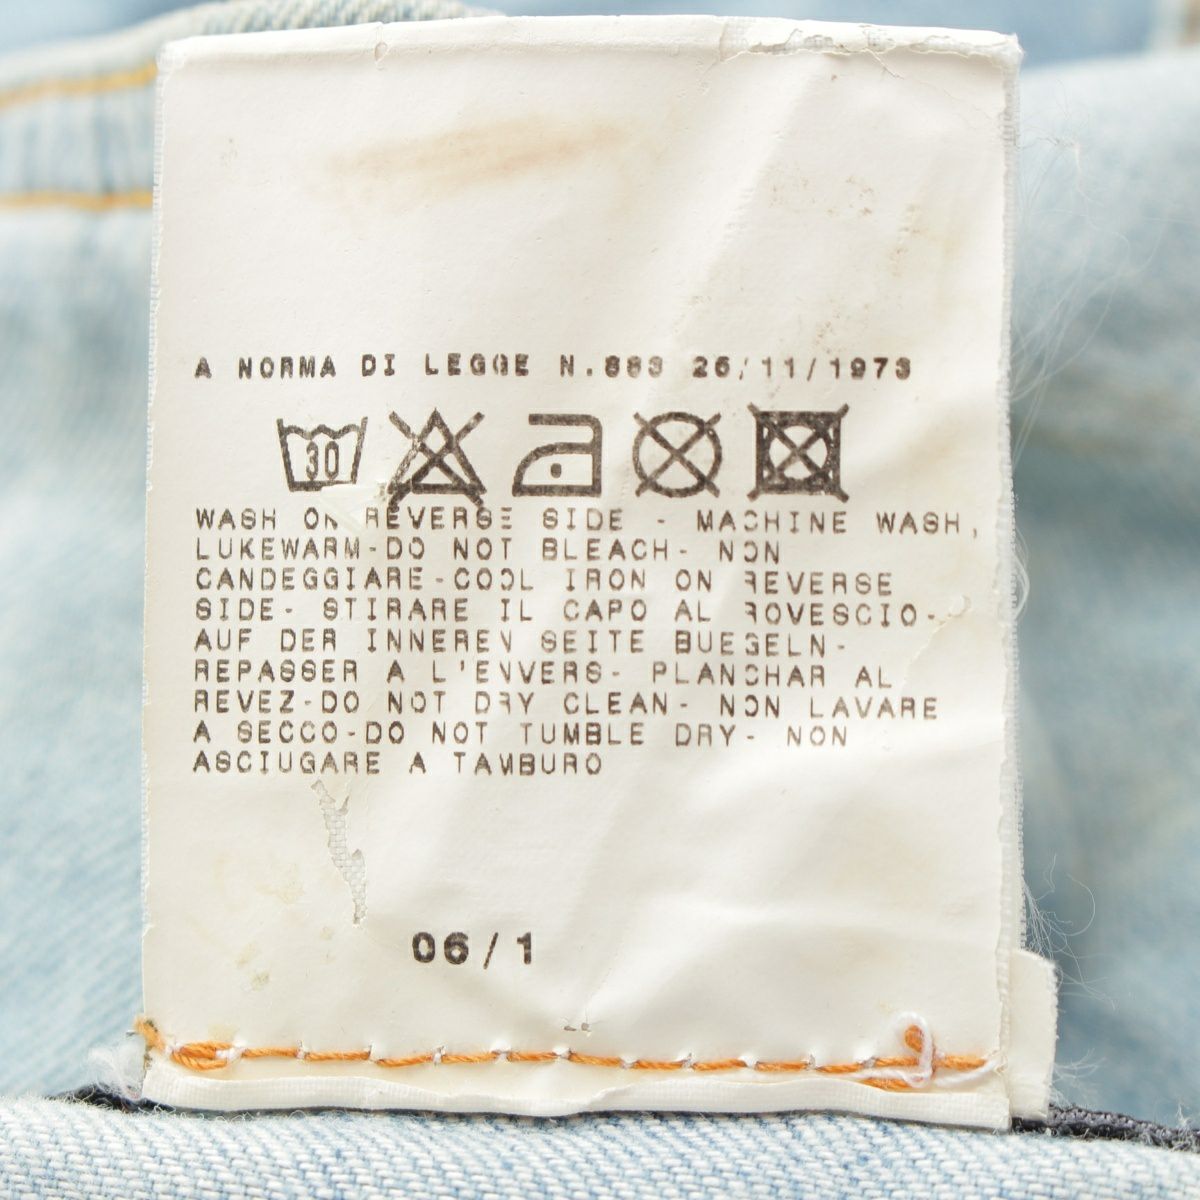 A NORMA DI LEGGE N.883 26/11/1973
30
WASH ON REVERSE SIDE - MACHINE WASH,
LUKEWARM-DO NOT BLEACH- NON
CANDEGGIARE-COOL IRON ON REVERSE
SIDE- STIRARE IL CAPO AL ROVESCIO-
AUF DER INNEREN SEITE BUEGELN-
REPASSER A L'ENVERS- PLANCHAR AL
REVEZ-DO NOT DRY CLEAN- NON LAVARE
A SECCO-DO NOT TUMBLE DRY- NON
ASCIUGARE A TAMBURO
06/1